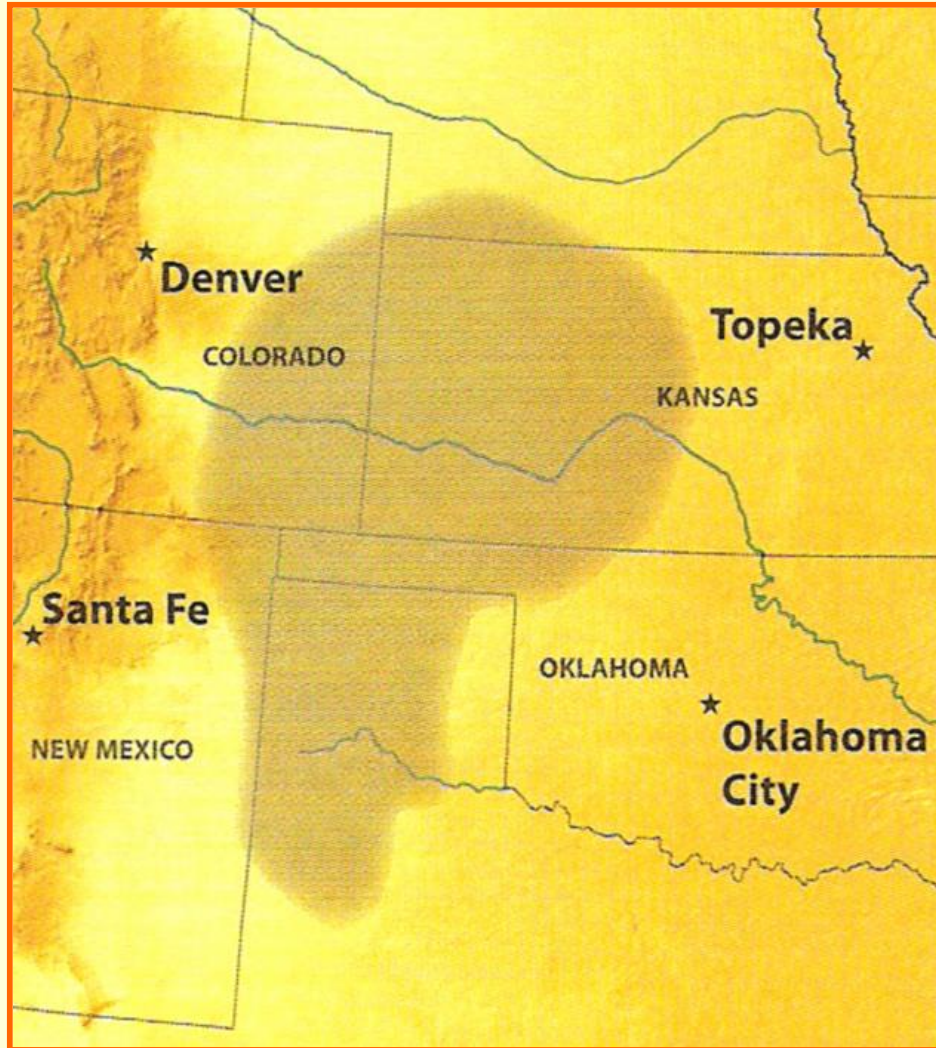 Denver
COLORADO
Topeka
KANSAS
Santa Fe
OKLAHOMA
NEW MEXICO
Oklahoma
City